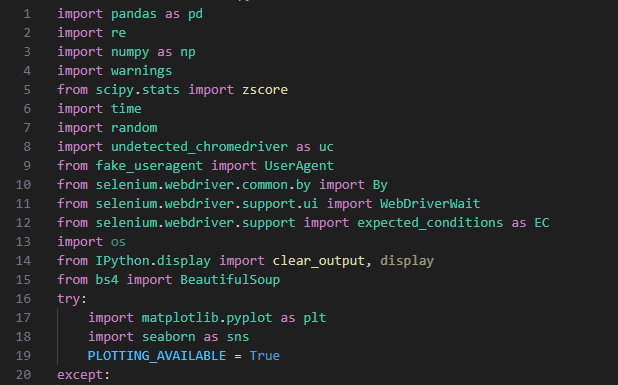 1 import pandas as pd
2 import re
3 import numpy as np
4 import warnings
5 from scipy.stats import zscore
6 import time
7 import random
8 import undetected_chromedriver as uc
9 from fake_useragent import UserAgent
10 from selenium.webdriver.common.by import By
11 from selenium.webdriver.support.ui import WebDriverWait
12 from selenium.webdriver.support import expected_conditions as EC
13 import os
14 from IPython.display import clear_output, display
15 from bs4 import BeautifulSoup
16 try:
17     import matplotlib.pyplot as plt
18     import seaborn as sns
19     PLOTTING_AVAILABLE = True
20 except: